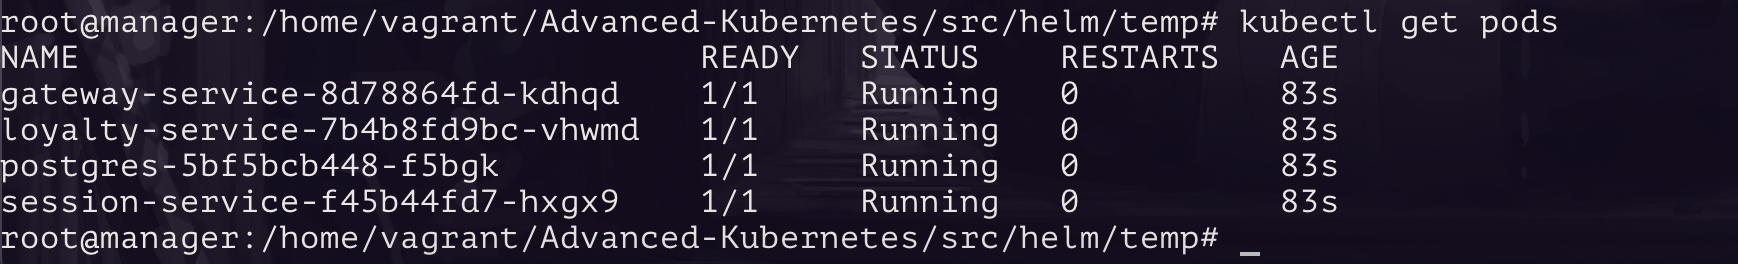 root@manager:/home/vagrant/Advanced-Kubernetes/src/helm/temp# kubectl get pods
NAME                               READY   STATUS    RESTARTS   AGE
gateway-service-8d78864fd-kdhqd    1/1     Running   0          83s
loyalty-service-7b4b8fd9bc-vhwmd   1/1     Running   0          83s
postgres-5bf5bcb448-f5bgk          1/1     Running   0          83s
session-service-f45b44fd7-hxgx9    1/1     Running   0          83s
root@manager:/home/vagrant/Advanced-Kubernetes/src/helm/temp# _